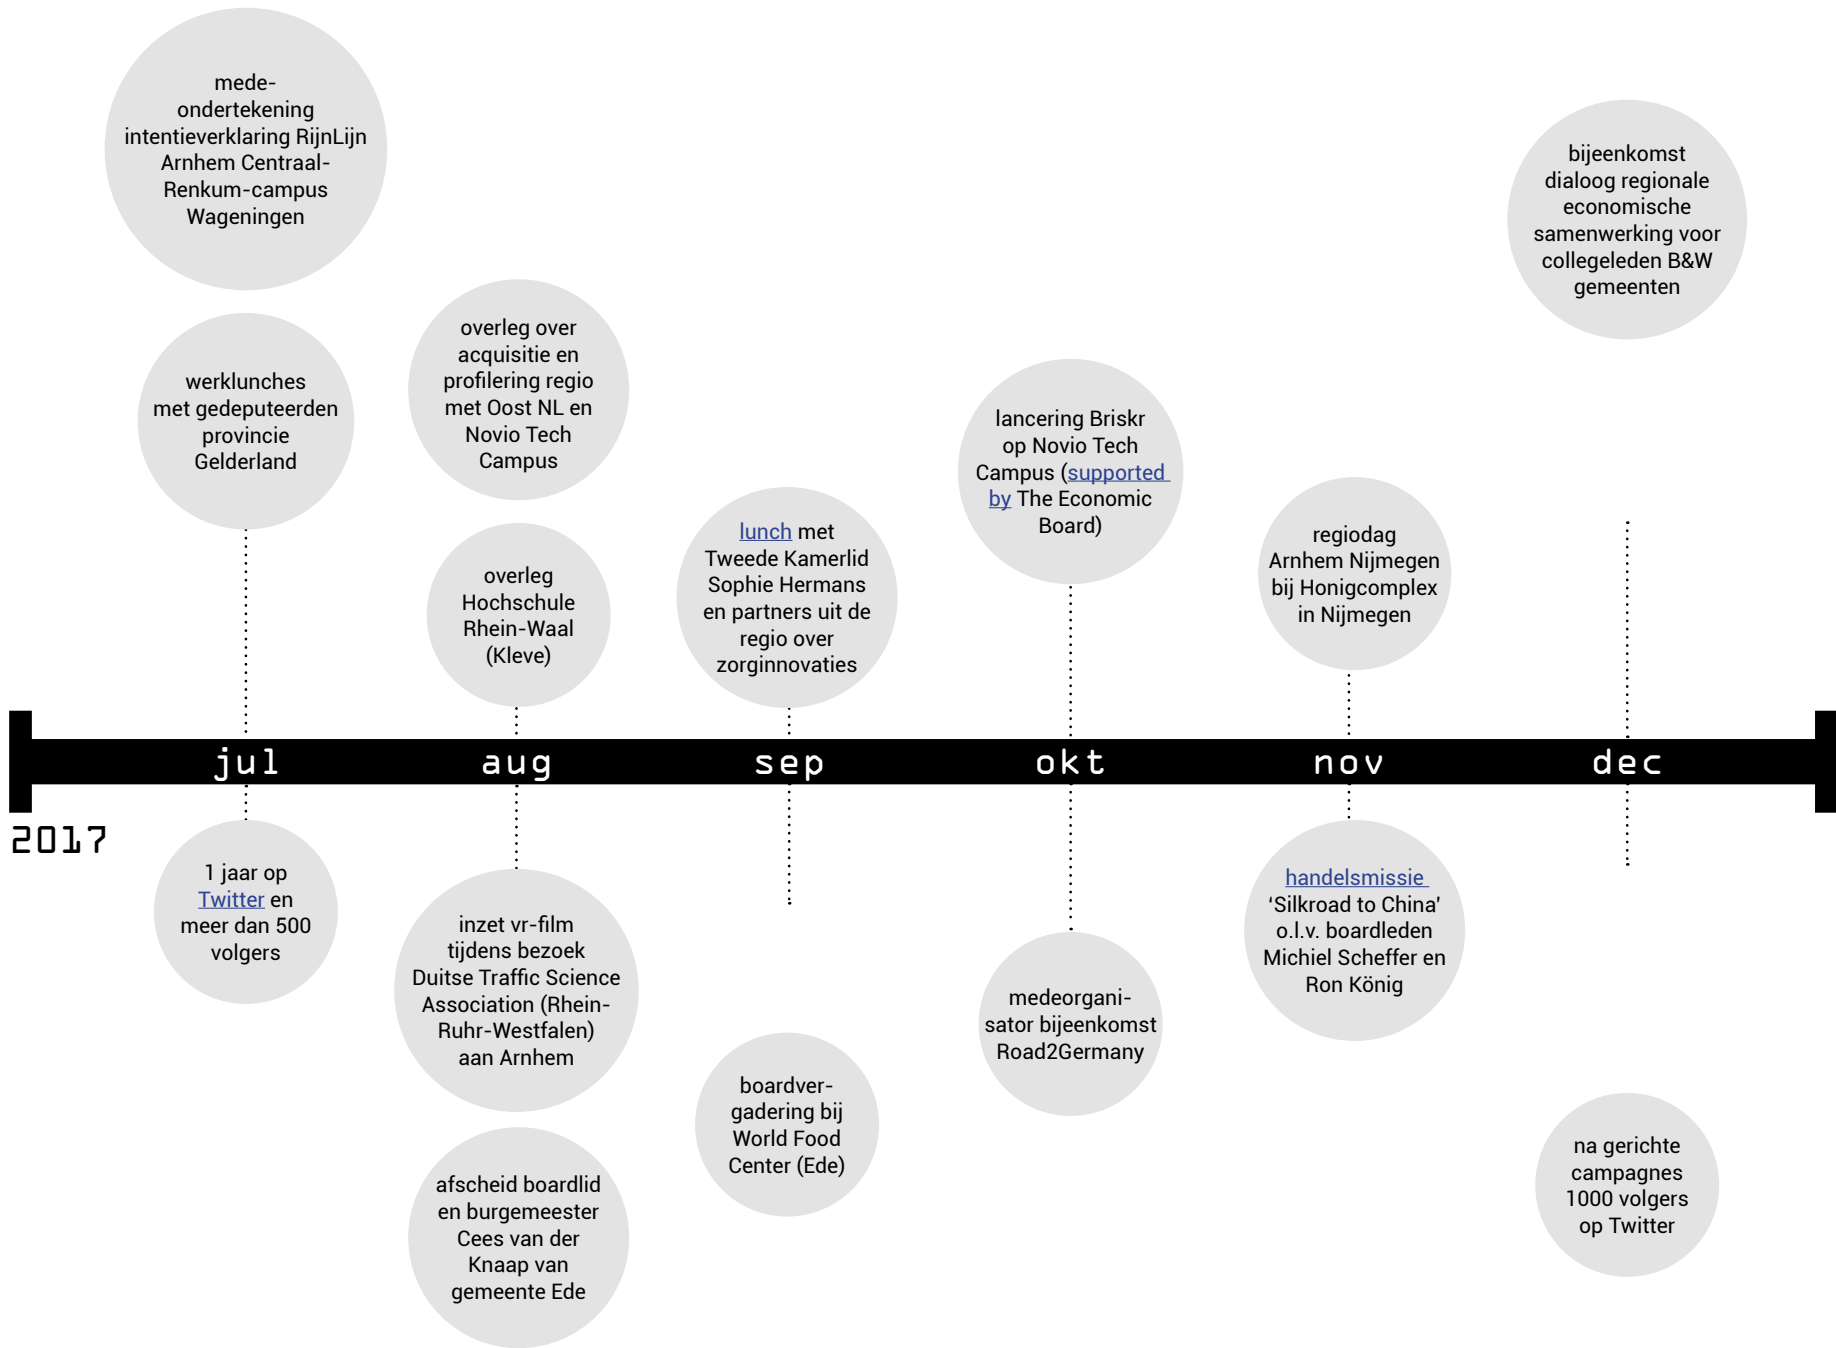 mede-
ondertekening
intentieverklaring RijnLijn
Arnhem Centraal-
Renkum-campus
Wageningen
werklunches
met gedeputeerden
provincie
Gelderland
overleg over
acquisitie en
profilering regio
met Oost NL en
Novio Tech
Campus
overleg
Hochschule
Rhein-Waal
(Kleve)
lunch met
Tweede Kamerlid
Sophie Hermans
en partners uit de
regio over
zorginnovaties
lancering Briskr
op Novio Tech
Campus (supported
by The Economic
Board)
regiodag
Arnhem Nijmegen
bij Honigcomplex
in Nijmegen
bijeenkomst
dialoog regionale
economische
samenwerking voor
collegeleden B&W
gemeenten
jul aug sep okt nov dec
2017
1 jaar op
Twitter en
meer dan 500
volgers
inzet vr-film
tijdens bezoek
Duitse Traffic Science
Association (Rhein-
Ruhr-Westfalen)
aan Arnhem
afscheid boardlid
en burgemeester
Cees van der
Knaap van
gemeente Ede
boardver-
gadering bij
World Food
Center (Ede)
medeorgani-
sator bijeenkomst
Road2Germany
handelsmissie
‘Silkroad to China’
o.l.v. boardleden
Michiel Scheffer en
Ron König
na gerichte
campagnes
1000 volgers
op Twitter